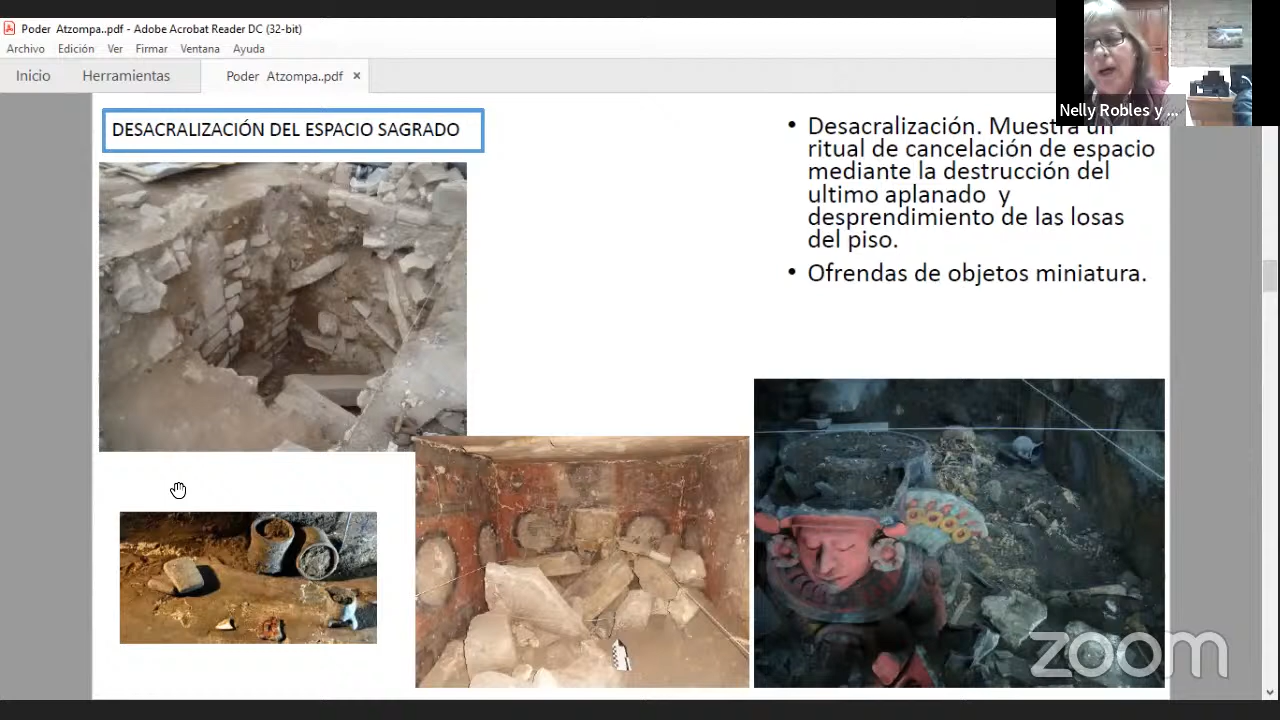 Poder Atzompa..pdf - Adobe Acrobat Reader DC (32-bit)
Archivo Edición Ver Firmar Ventana Ayuda
Inicio Herramientas Poder Atzompa..pdf ×
Nelly Robles y ...
DESACRALIZACIÓN DEL ESPACIO SAGRADO
• Desacralización. Muestra un
ritual de cancelación de espacio
mediante la destrucción del
ultimo aplanado y
desprendimiento de las losas
del piso.
• Ofrendas de objetos miniatura.
zoom